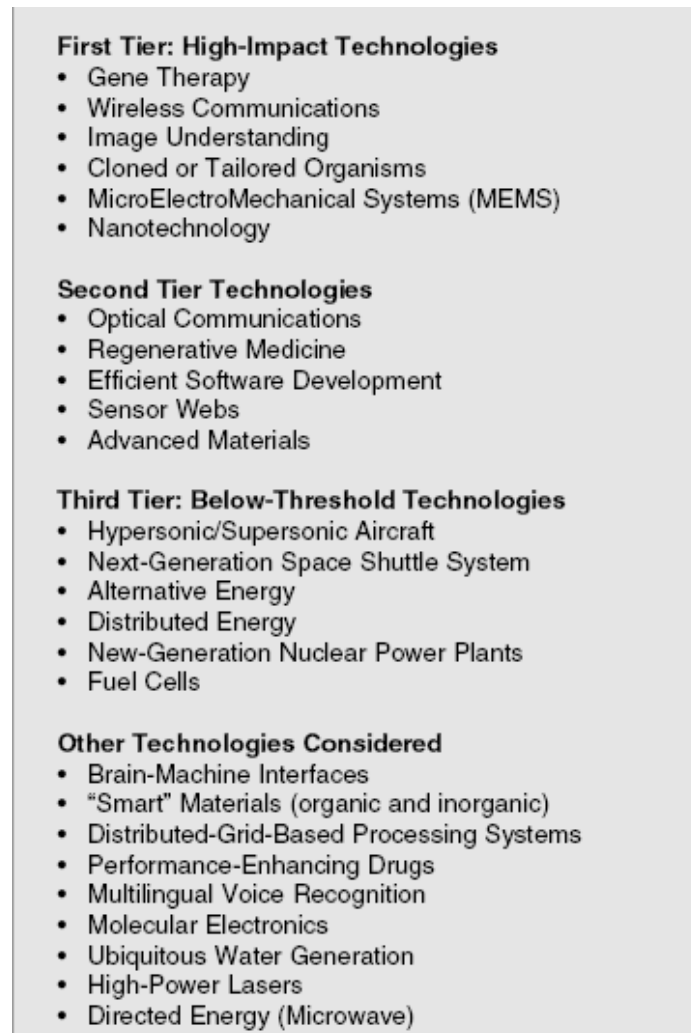 First Tier: High-Impact Technologies
• Gene Therapy
• Wireless Communications
• Image Understanding
• Cloned or Tailored Organisms
• MicroElectroMechanical Systems (MEMS)
• Nanotechnology
Second Tier Technologies
• Optical Communications
• Regenerative Medicine
• Efficient Software Development
• Sensor Webs
• Advanced Materials
Third Tier: Below-Threshold Technologies
• Hypersonic/Supersonic Aircraft
• Next-Generation Space Shuttle System
• Alternative Energy
• Distributed Energy
• New-Generation Nuclear Power Plants
• Fuel Cells
Other Technologies Considered
• Brain-Machine Interfaces
• “Smart” Materials (organic and inorganic)
• Distributed-Grid-Based Processing Systems
• Performance-Enhancing Drugs
• Multilingual Voice Recognition
• Molecular Electronics
• Ubiquitous Water Generation
• High-Power Lasers
• Directed Energy (Microwave)